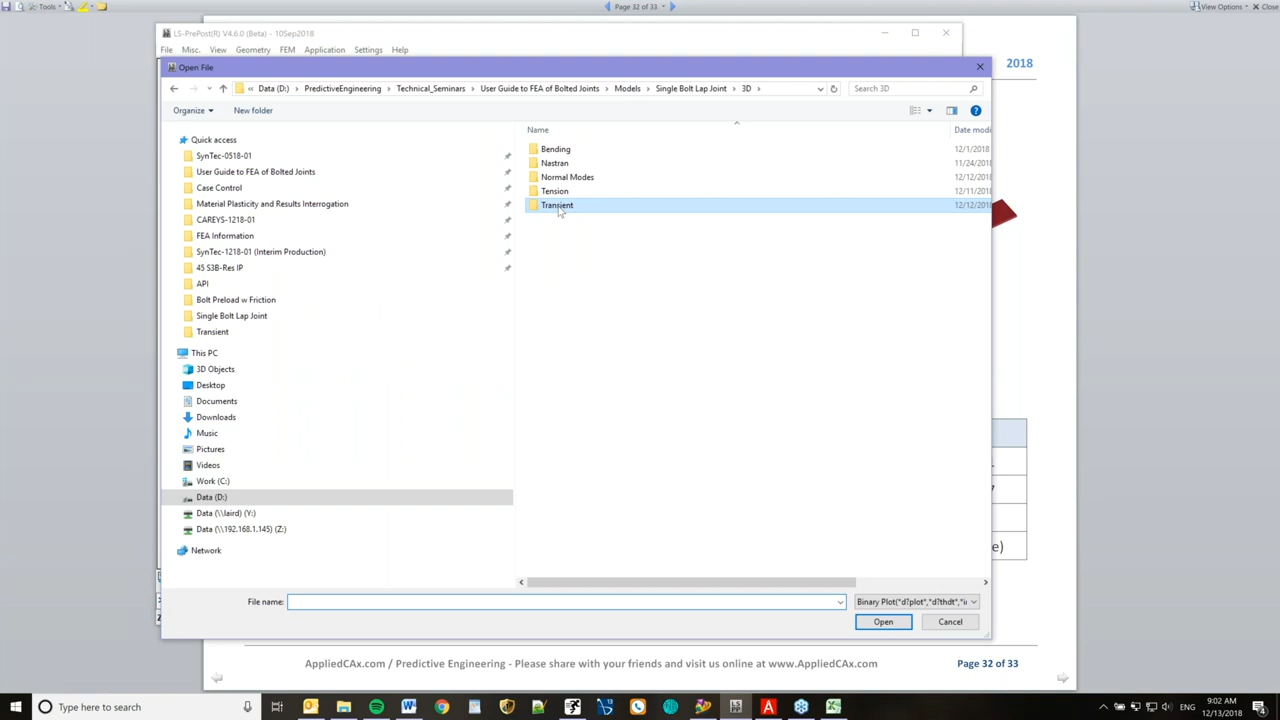 Tools
Page 32 of 33
View Options
Close
LS-PrePost(R) V4.6.0 (Beta) - 10Sep2018
2018
File Misc. View Geometry FEM Application Settings Help
Open File
« Data (D:) › PredictiveEngineering › Technical_Seminars › User Guide to FEA of Bolted Joints › Models › Single Bolt Lap Joint › 3D ›
Search 3D
Organize
New folder
Name
Date modi
Quick access
SynTec-0518-01
User Guide to FEA of Bolted Joints
Case Control
Material Plasticity and Results Interrogation
CAREYS-1218-01
FEA Information
SynTec-1218-01 (Interim Production)
45 S3B-Res IP
API
Bolt Preload w Friction
Single Bolt Lap Joint
Transient
This PC
3D Objects
Desktop
Documents
Downloads
Music
Pictures
Videos
Work (C:)
Data (D:)
Data (\\laird) (Y:)
Data (\\192.168.1.145) (Z:)
Network
Bending 12/1/2018
Nastran 11/24/201
Normal Modes 12/12/201
Tension 12/11/201
Transient 12/12/201
e)
File name:
Binary Plot("d?plot","d?thdt","i
Open
Cancel
AppliedCAx.com / Predictive Engineering - Please share with your friends and visit us online at www.AppliedCAx.com
Page 32 of 33
Type here to search
ENG
9:02 AM
12/13/2018